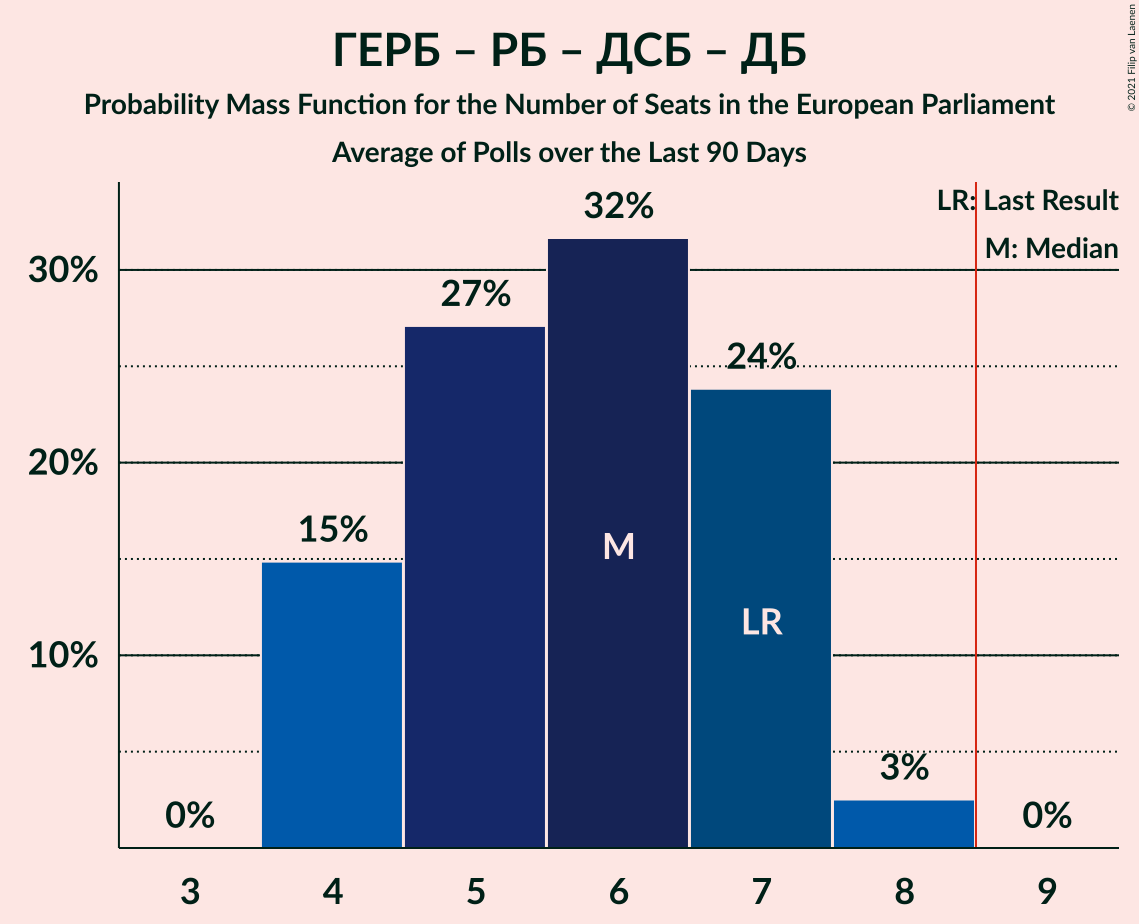 ГЕРБ – РБ – ДСБ – ДБ
Probability Mass Function for the Number of Seats in the European Parliament
Average of Polls over the Last 90 Days
© 2021 Filip van Laenen
LR: Last Result
M: Median
30%
20%
10%
0%
15%
27%
32%
24%
3%
0%
M
LR
3
4
5
6
7
8
9